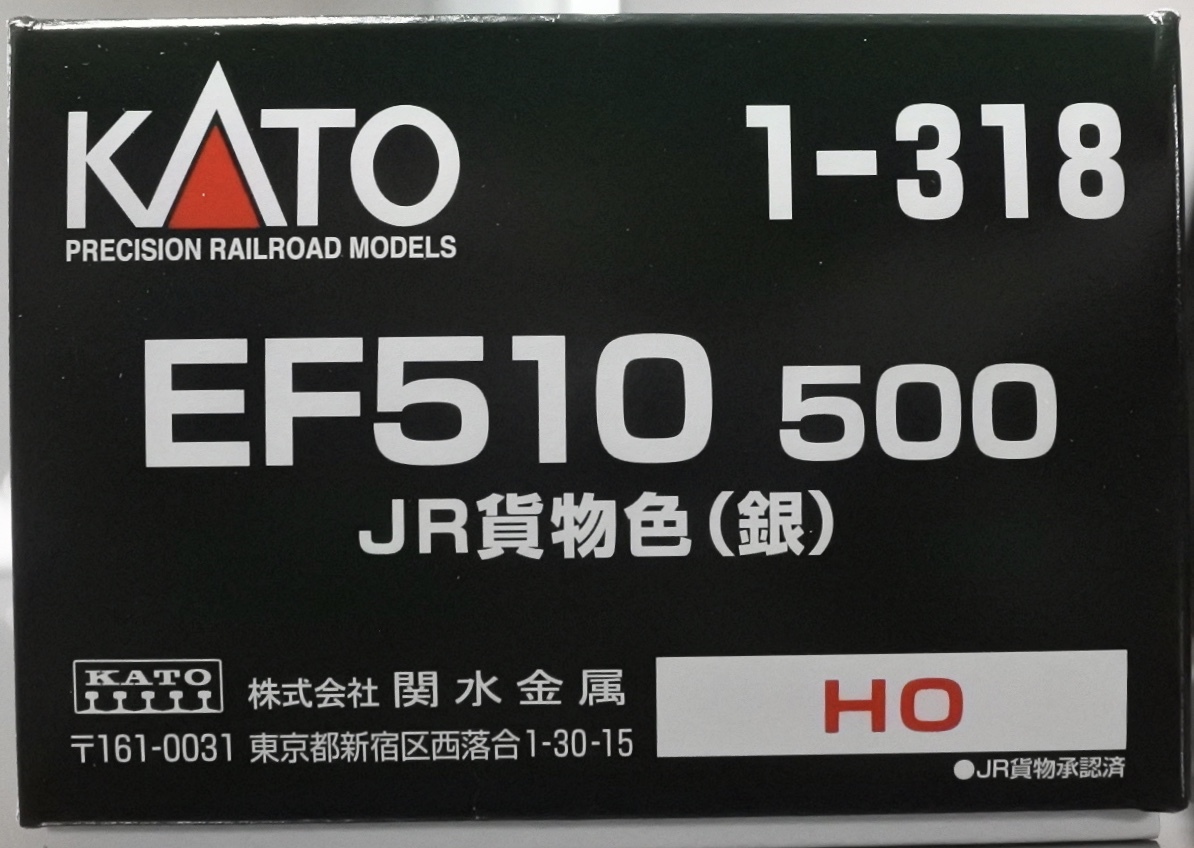 KATO
PRECISION RAILROAD MODELS
1-318
EF510 500
JR貨物色(銀)
KATO
株式会社 関水金属
〒161-0031 東京都新宿区西落合1-30-15
HO
●JR貨物承認済